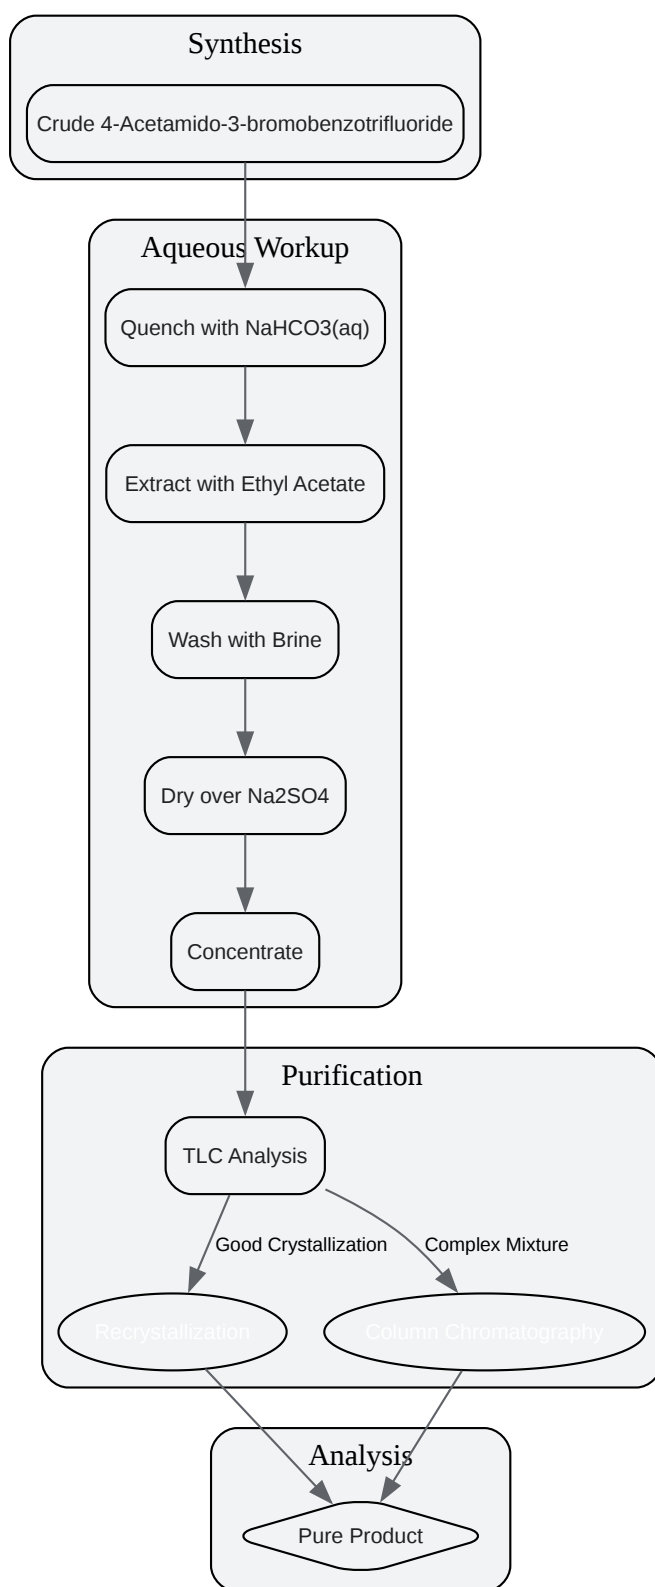 Synthesis
Crude 4-Acetamido-3-bromobenzotrifluoride
Aqueous Workup
Quench with NaHCO3(aq)
Extract with Ethyl Acetate
Wash with Brine
Dry over Na2SO4
Concentrate
Purification
TLC Analysis
Good Crystallization
Complex Mixture
Recrystallization
Column Chromatography
Analysis
Pure Product